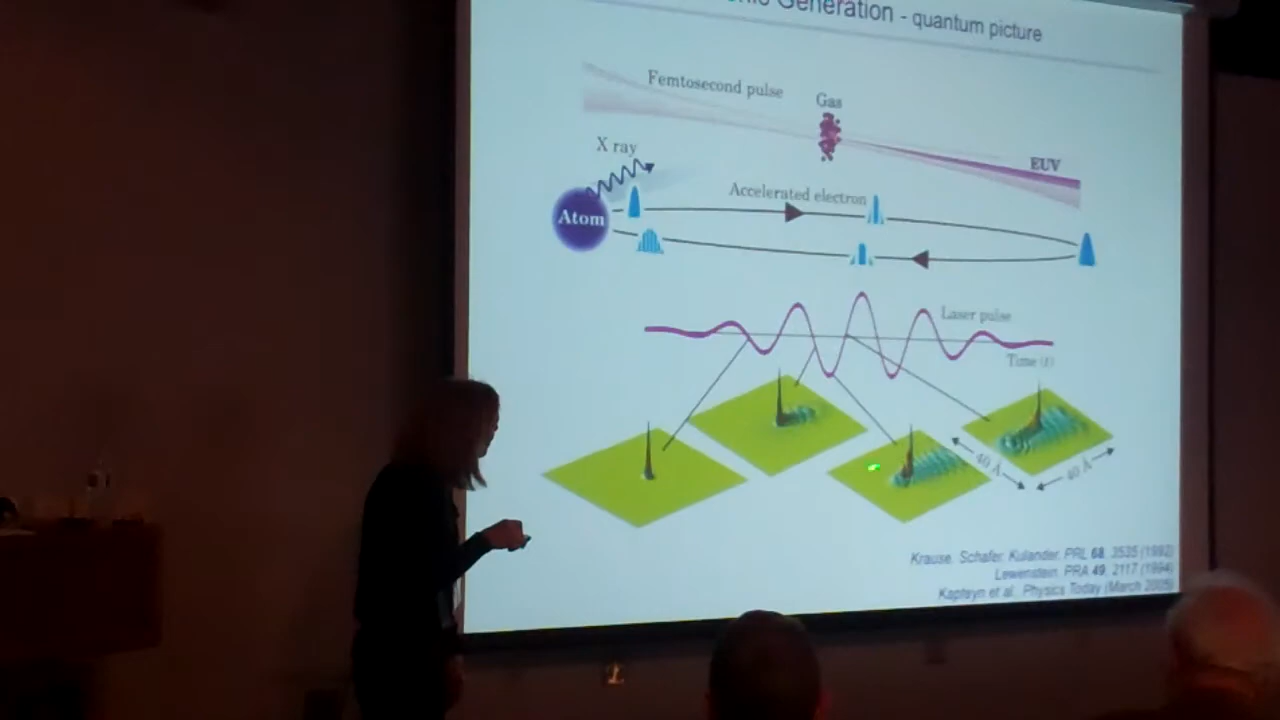 Generation - quantum picture
Femtosecond pulse
Gas
X ray
EUV
Accelerated electron
Atom
Laser pulse
Time (t)
40 Å
40 Å
Krause, Schafer, Kulander, PRL 68, 3535 (1992)
Lewenstein, PRA 49, 2117 (1994)
Kapteyn et al., Physics Today (March 2005)